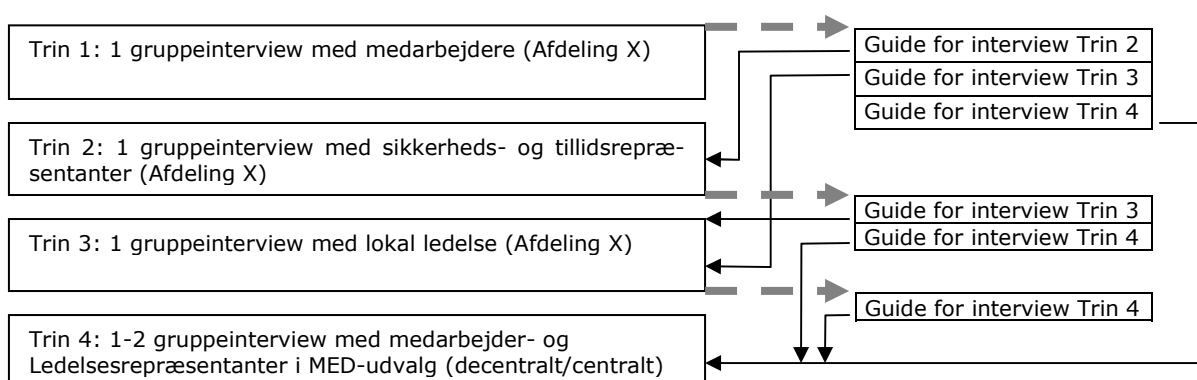 Trin 1: 1 gruppeinterview med medarbejdere (Afdeling X)
Guide for interview Trin 2
Guide for interview Trin 3
Guide for interview Trin 4
Trin 2: 1 gruppeinterview med sikkerheds- og tillidsrepræ-
sentanter (Afdeling X)
Guide for interview Trin 3
Guide for interview Trin 4
Trin 3: 1 gruppeinterview med lokal ledelse (Afdeling X)
Guide for interview Trin 4
Trin 4: 1-2 gruppeinterview med medarbejder- og
Ledelsesrepræsentanter i MED-udvalg (decentralt/centralt)